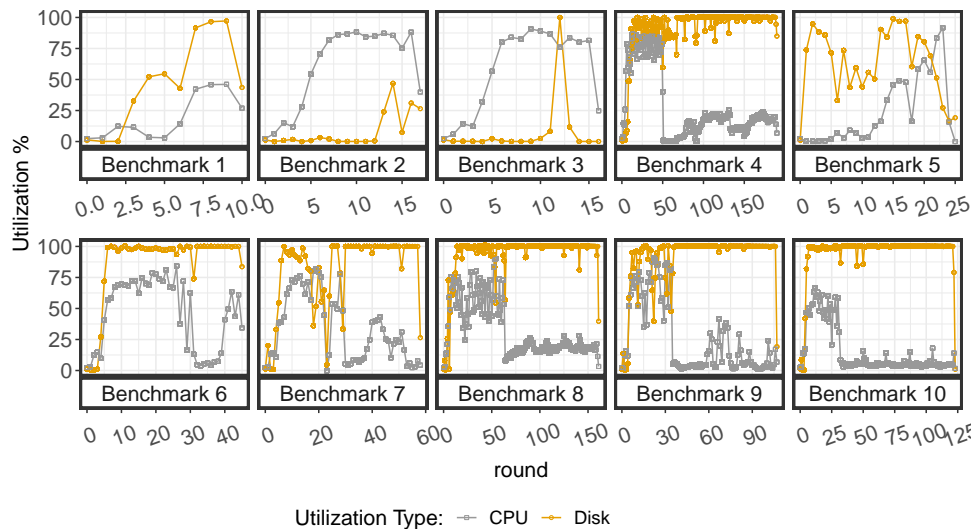 Utilization %
100
75
50
25
0
Benchmark 1
Benchmark 2
Benchmark 3
Benchmark 4
Benchmark 5
0.0 2.5 5.0 7.5 10.0
0 5 10 15
0 5 10 15
0 50 100 150
0 5 10 15 20 25
100
75
50
25
0
Benchmark 6
Benchmark 7
Benchmark 8
Benchmark 9
Benchmark 10
0 10 20 30 40
0 20 40 60
0 50 100 150
0 30 60 90
0 25 50 75 100 125
round
Utilization Type: CPU Disk